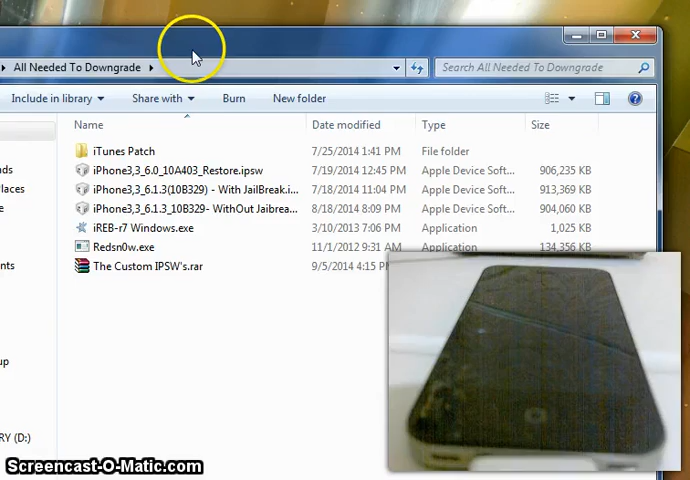 All Needed To Downgrade
Search All Needed To Downgrade
Include in library Share with Burn New folder
Name Date modified Type Size
iTunes Patch 7/25/2014 1:41 PM File folder
iPhone3,3_6.0_10A403_Restore.ipsw 7/19/2014 12:45 PM Apple Device Soft... 906,235 KB
iPhone3,3_6.1.3(10B329) - With JailBreak.i... 7/18/2014 11:04 PM Apple Device Soft... 913,369 KB
iPhone3,3_6.1.3_10B329- WithOut Jailbrea... 8/18/2014 8:09 PM Apple Device Soft... 904,060 KB
iREB-r7 Windows.exe 3/10/2013 7:06 PM Application 1,025 KB
Redsn0w.exe 11/1/2012 9:31 AM Application 134,356 KB
The Custom IPSW's.rar 9/5/2014 4:15
RY (D:)
Screencast-O-Matic.com